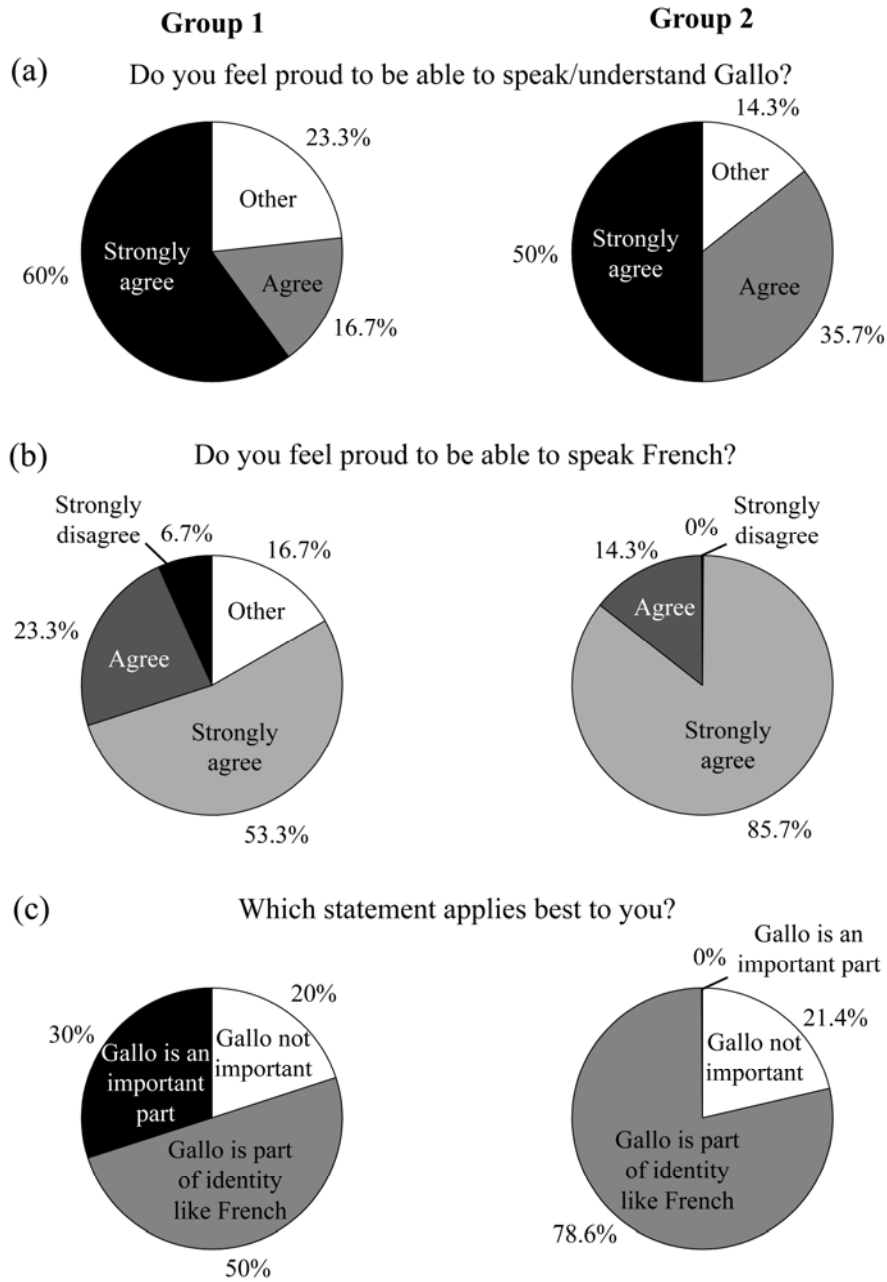 Group 1
Group 2
(a)
Do you feel proud to be able to speak/understand Gallo?
23.3%
Other
Strongly
agree
60%
Agree
16.7%
14.3%
Other
Strongly
agree
50%
Agree
35.7%
(b)
Do you feel proud to be able to speak French?
Strongly
disagree
6.7%
16.7%
Other
23.3%
Agree
Strongly
agree
53.3%
Strongly
disagree
0%
14.3%
Agree
Strongly
agree
85.7%
(c)
Which statement applies best to you?
20%
30%
Gallo not
important
Gallo is an
important
part
Gallo is part
of identity
like French
50%
Gallo is an
important part
0%
21.4%
Gallo not
important
Gallo is part
of identity
like French
78.6%